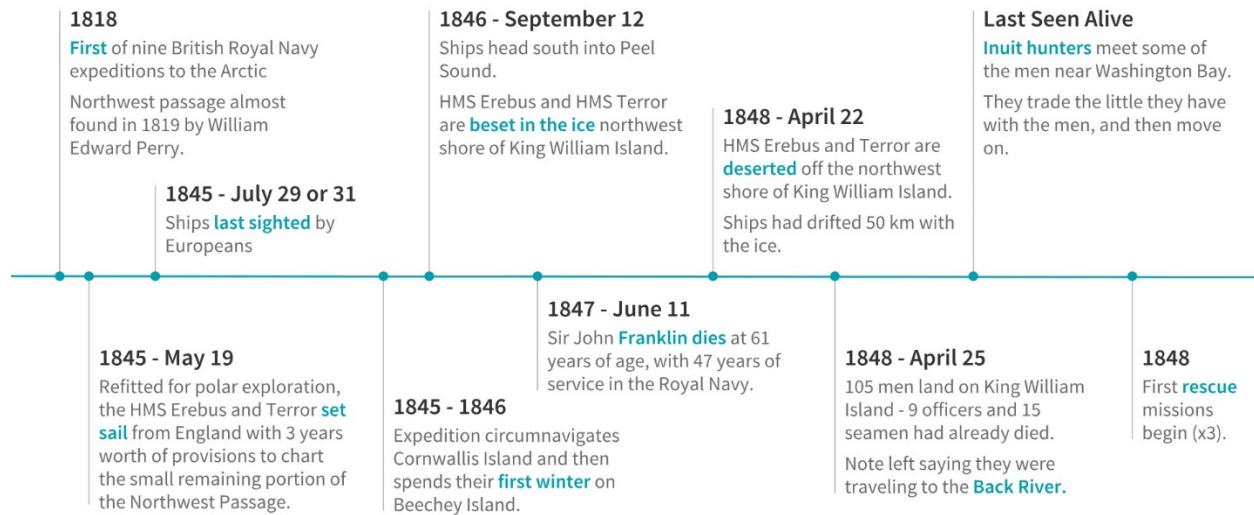 1818
First of nine British Royal Navy
expeditions to the Arctic
Northwest passage almost
found in 1819 by William
Edward Perry.
1845 - May 19
Refitted for polar exploration,
the HMS Erebus and Terror set
sail from England with 3 years
worth of provisions to chart
the small remaining portion of
the Northwest Passage.
1845 - July 29 or 31
Ships last sighted by
Europeans
1845 - 1846
Expedition circumnavigates
Cornwallis Island and then
spends their first winter on
Beechey Island.
1846 - September 12
Ships head south into Peel
Sound.
HMS Erebus and HMS Terror
are beset in the ice northwest
shore of King William Island.
1847 - June 11
Sir John Franklin dies at 61
years of age, with 47 years of
service in the Royal Navy.
1848 - April 22
HMS Erebus and Terror are
deserted off the northwest
shore of King William Island.
Ships had drifted 50 km with
the ice.
1848 - April 25
105 men land on King William
Island - 9 officers and 15
seamen had already died.
Note left saying they were
traveling to the Back River.
Last Seen Alive
Inuit hunters meet some of
the men near Washington Bay.
They trade the little they have
with the men, and then move
on.
1848
First rescue
missions
begin (x3).